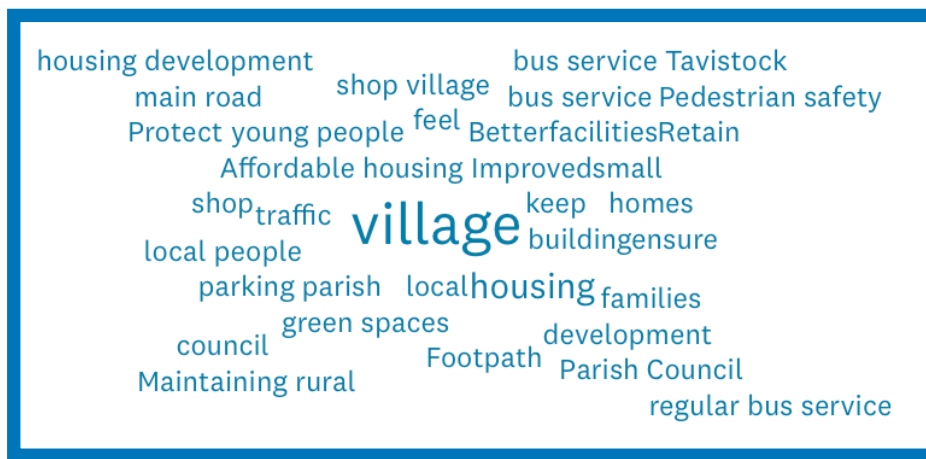 housing development bus service Tavistock
main road shop village bus service Pedestrian safety
Protect young people feel BetterfacilitiesRetain
Affordable housing Improvedsmall
shop traffic village keep homes
local people buildingensure
parking parish local housing families
green spaces development
council Footpath Parish Council
Maintaining rural
regular bus service